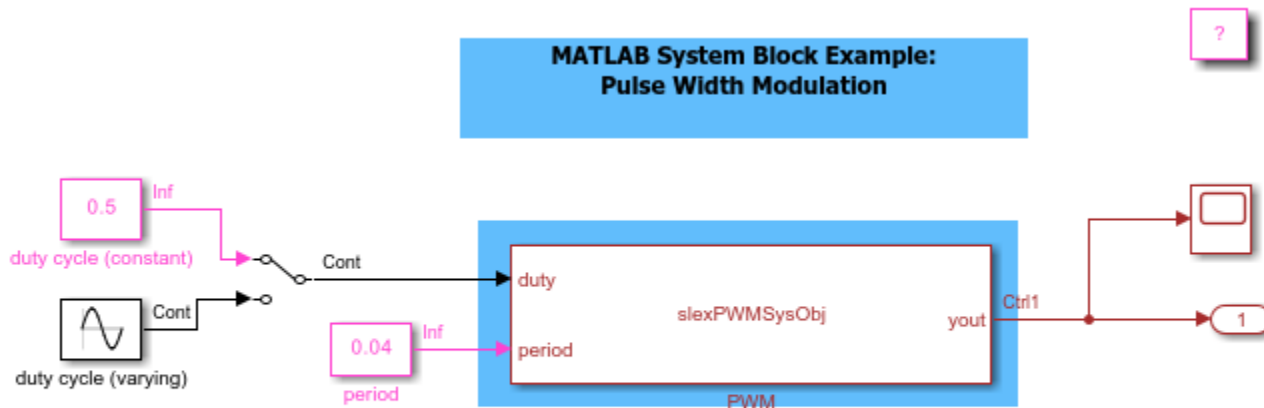 MATLAB System Block Example:
Pulse Width Modulation
?
0.5
Inf
duty cycle (constant)
Cont
Cont
duty cycle (varying)
0.04
Inf
period
duty
period
slexPWMSysObj
yout
PWM
Ctrl1
1